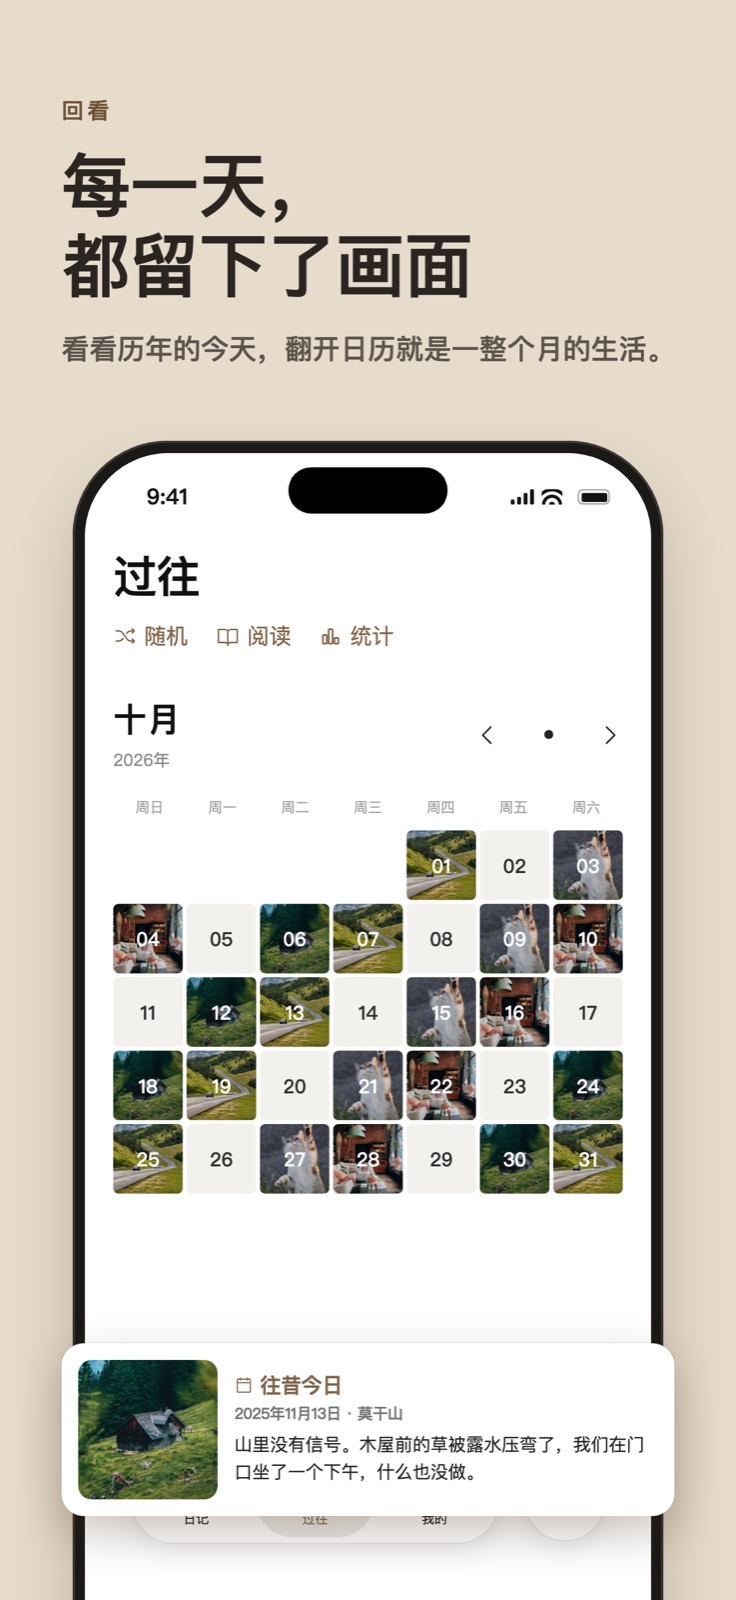 回看
每一天，
都留下了画面
看看历年的今天，翻开日历就是一整个月的生活。
9:41
过往
随机 阅读 统计
十月
2026年
周日 周一 周二 周三 周四 周五 周六
01 02 03
04 05 06 07 08 09 10
11 12 13 14 15 16 17
18 19 20 21 22 23 24
25 26 27 28 29 30 31
往昔今日
2025年11月13日 · 莫干山
山里没有信号。木屋前的草被露水压弯了，我们在门
口坐了一个下午，什么也没做。
日记 过往 我的